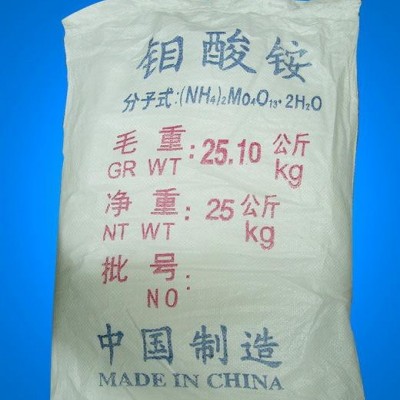 钼酸铵
分子式:(NH₄)₂Mo₄O₁₃·2H₂O
毛重: 25.10 公斤
GR WT kg
净重: 25 公斤
NT WT kg
批号:
NO
中国制造
MADE IN CHINA